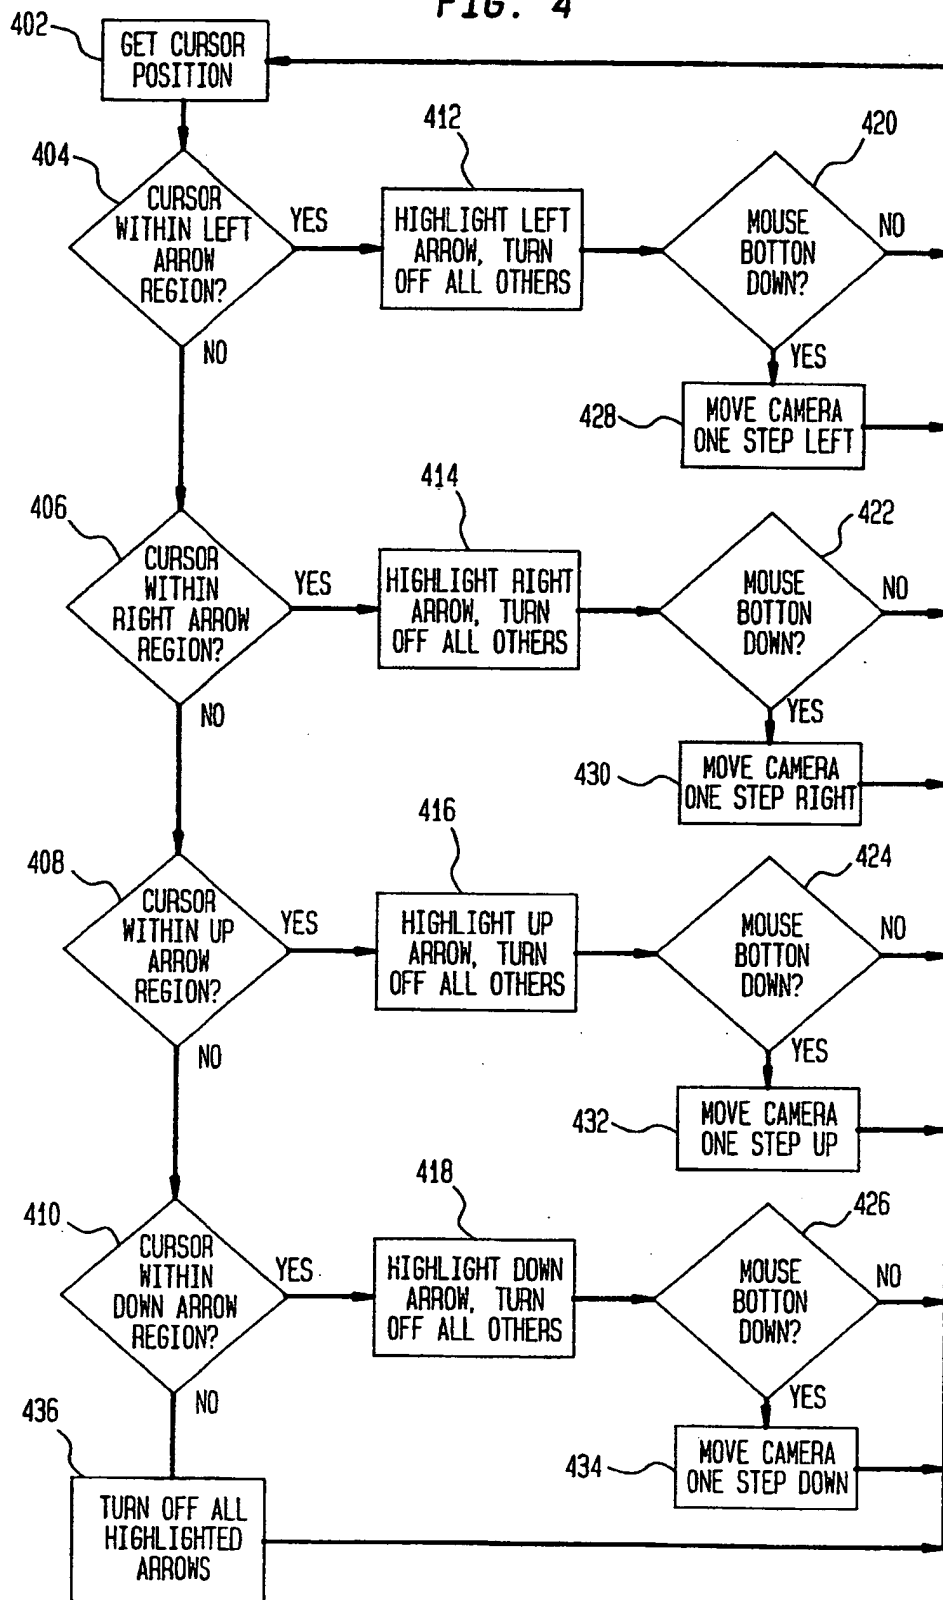 FIG. 4
402
GET CURSOR
POSITION
404
CURSOR
WITHIN LEFT
ARROW
REGION?
YES
NO
412
HIGHLIGHT LEFT
ARROW, TURN
OFF ALL OTHERS
420
MOUSE
BOTTON
DOWN?
NO
YES
428
MOVE CAMERA
ONE STEP LEFT
406
CURSOR
WITHIN
RIGHT ARROW
REGION?
YES
NO
414
HIGHLIGHT RIGHT
ARROW, TURN
OFF ALL OTHERS
422
MOUSE
BOTTON
DOWN?
NO
YES
430
MOVE CAMERA
ONE STEP RIGHT
408
CURSOR
WITHIN UP
ARROW
REGION?
YES
NO
416
HIGHLIGHT UP
ARROW, TURN
OFF ALL OTHERS
424
MOUSE
BOTTON
DOWN?
NO
YES
432
MOVE CAMERA
ONE STEP UP
410
CURSOR
WITHIN
DOWN ARROW
REGION?
YES
NO
418
HIGHLIGHT DOWN
ARROW, TURN
OFF ALL OTHERS
426
MOUSE
BOTTON
DOWN?
NO
YES
434
MOVE CAMERA
ONE STEP DOWN
436
TURN OFF ALL
HIGHLIGHTED
ARROWS